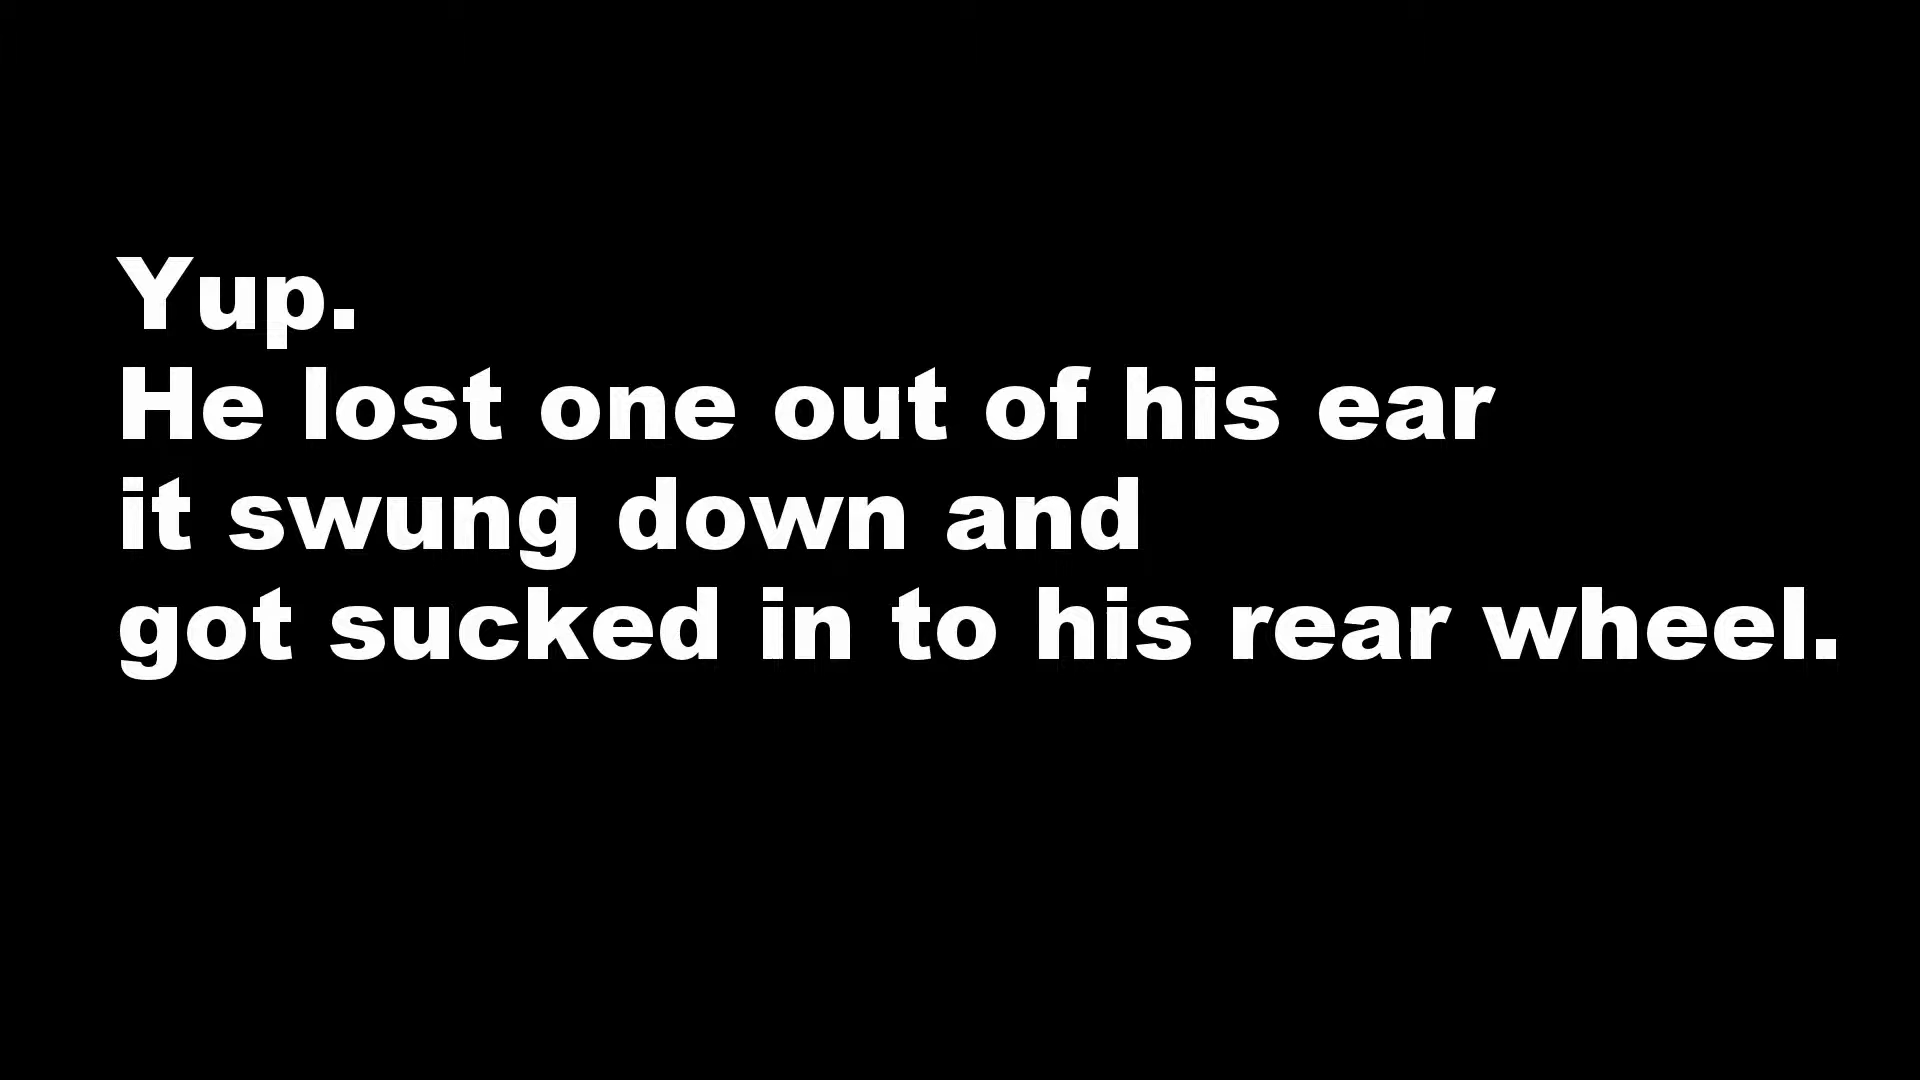 Yup.
He lost one out of his ear
it swung down and
got sucked in to his rear wheel.